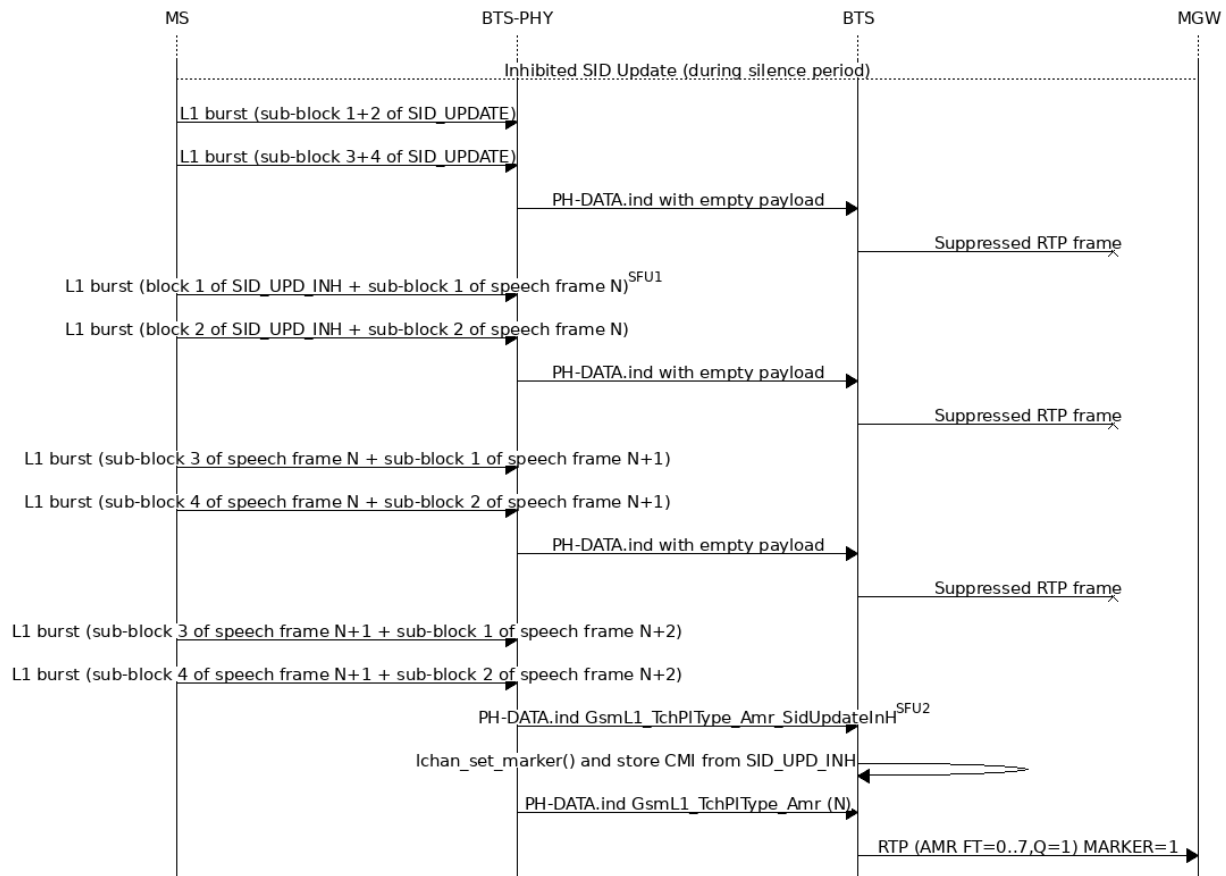 MS BTS-PHY BTS MGW
Inhibited SID Update (during silence period)
L1 burst (sub-block 1+2 of SID_UPDATE)
L1 burst (sub-block 3+4 of SID_UPDATE)
PH-DATA.ind with empty payload
Suppressed RTP frame
L1 burst (block 1 of SID_UPD_INH + sub-block 1 of speech frame N)SFU1
L1 burst (block 2 of SID_UPD_INH + sub-block 2 of speech frame N)
PH-DATA.ind with empty payload
Suppressed RTP frame
L1 burst (sub-block 3 of speech frame N + sub-block 1 of speech frame N+1)
L1 burst (sub-block 4 of speech frame N + sub-block 2 of speech frame N+1)
PH-DATA.ind with empty payload
Suppressed RTP frame
L1 burst (sub-block 3 of speech frame N+1 + sub-block 1 of speech frame N+2)
L1 burst (sub-block 4 of speech frame N+1 + sub-block 2 of speech frame N+2)
PH-DATA.ind GsmL1_TchPlType_Amr_SidUpdateInH SFU2
lchan_set_marker() and store CMI from SID_UPD_INH
PH-DATA.ind GsmL1_TchPlType_Amr (N)
RTP (AMR FT=0..7,Q=1) MARKER=1